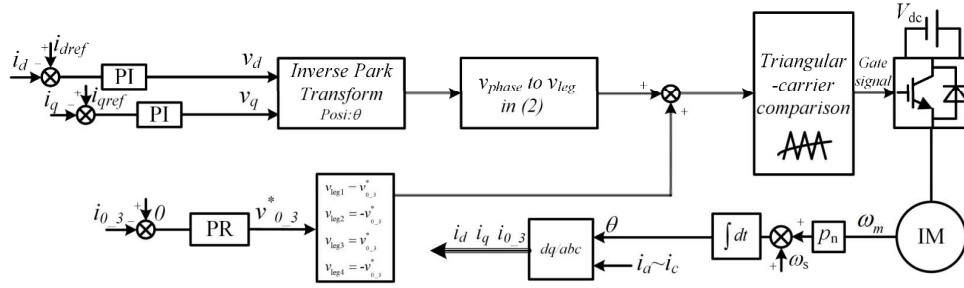 i_dref
i_d
PI
v_d
i_q
i_qref
PI
v_q
Inverse Park
Transform
Posi:θ
v_phase to v_leg
in (2)
Triangular
-carrier
comparison
Gate
signal
V_dc
i_0_3
0
PR
v*_0_3
v_leg1 = v*_0_3
v_leg2 = -v*_0_3
v_leg3 = v*_0_3
v_leg4 = -v*_0_3
i_d i_q i_0_3
dq/abc
θ
i_a~i_c
∫dt
ω_s
p_n
ω_m
IM